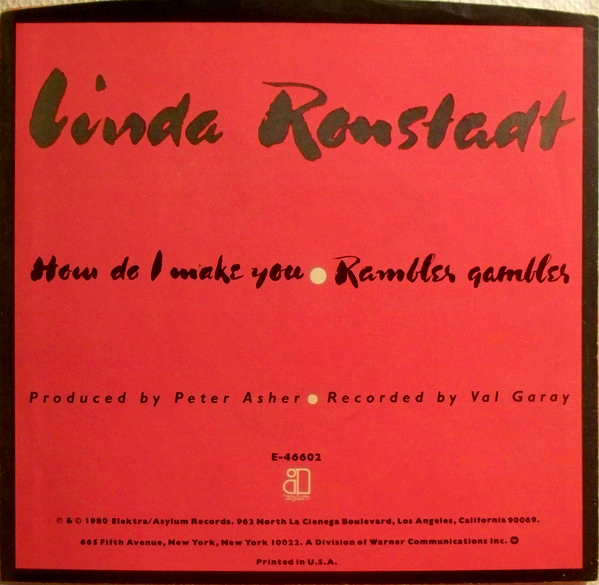 Linda Ronstadt
How do I make you • Rambler gambler
Produced by Peter Asher • Recorded by Val Garay
E-46602
asylum
℗ & © 1980 Elektra/Asylum Records. 962 North La Cienega Boulevard, Los Angeles, California 90069.
665 Fifth Avenue, New York, New York 10022. A Division of Warner Communications Inc.
Printed in U.S.A.